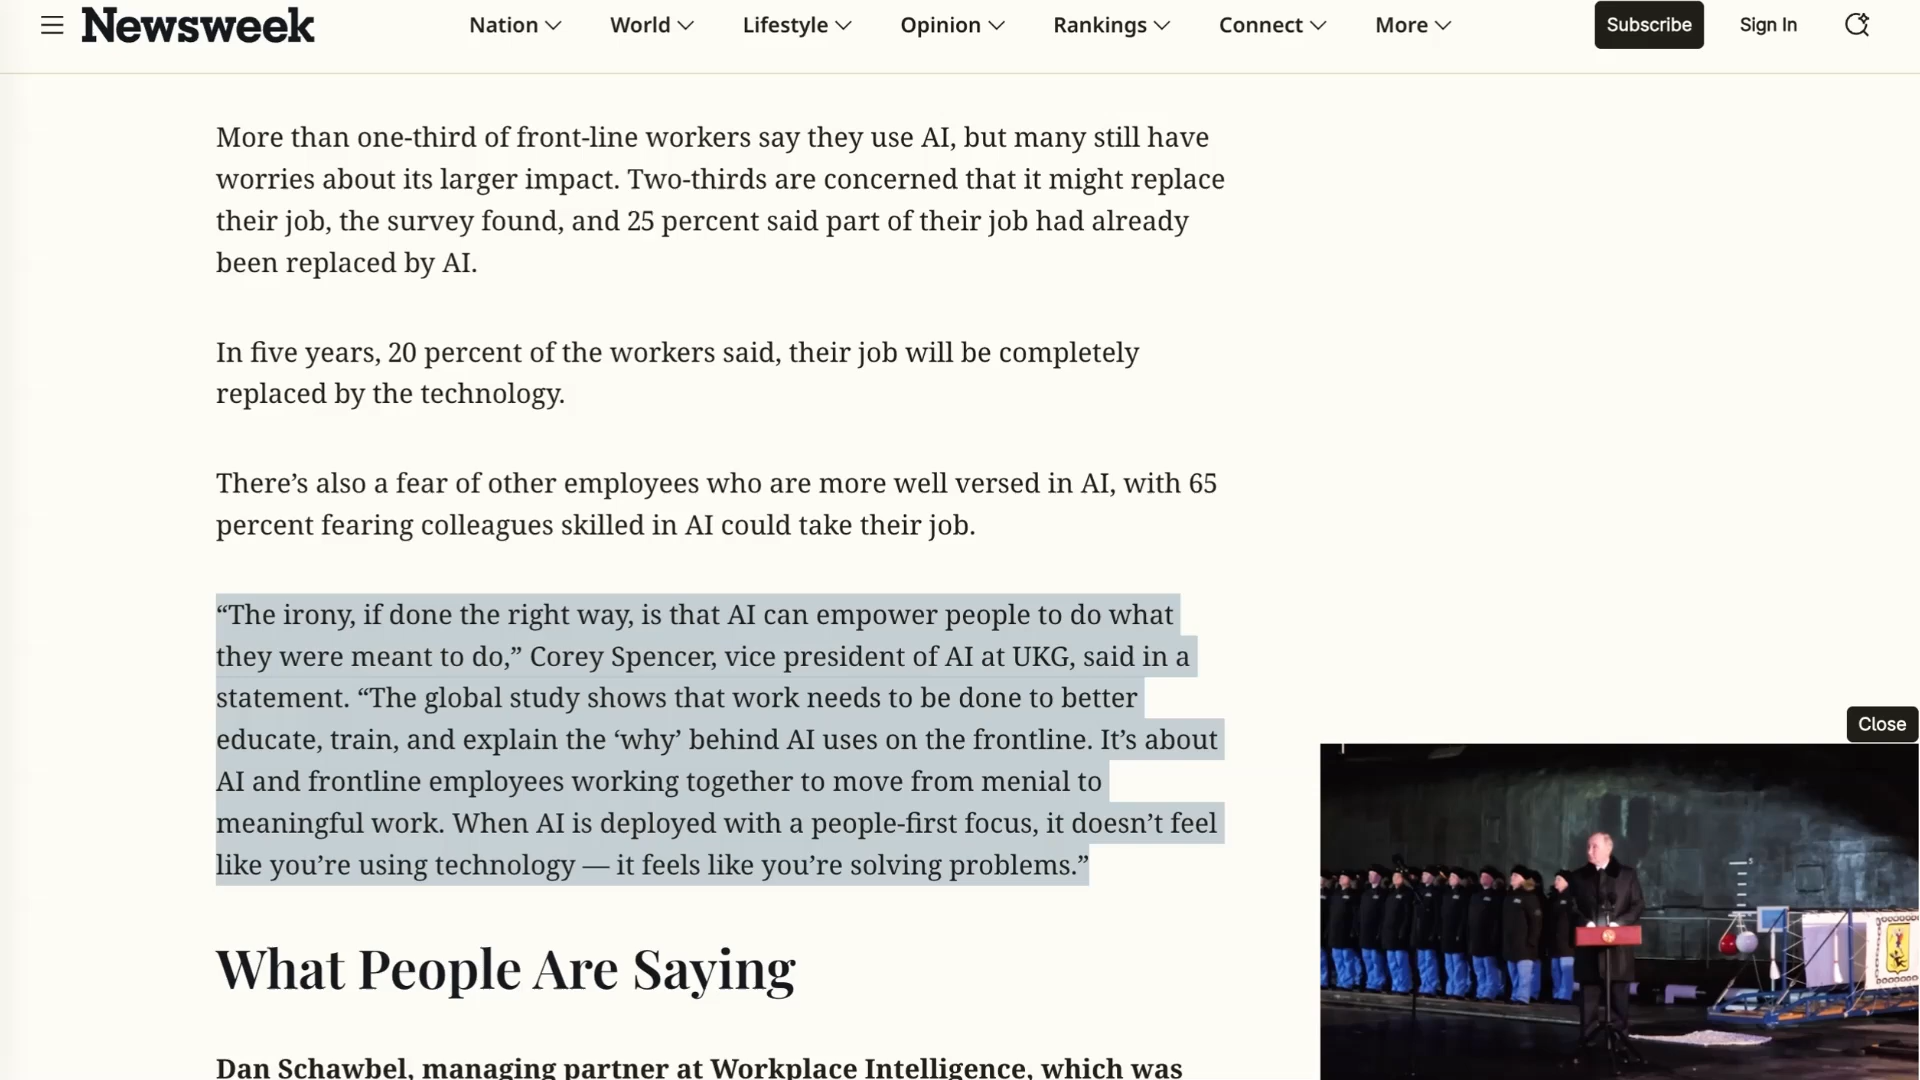 Newsweek
Nation
World
Lifestyle
Opinion
Rankings
Connect
More
Subscribe
Sign In
More than one-third of front-line workers say they use AI, but many still have
worries about its larger impact. Two-thirds are concerned that it might replace
their job, the survey found, and 25 percent said part of their job had already
been replaced by AI.
In five years, 20 percent of the workers said, their job will be completely
replaced by the technology.
There’s also a fear of other employees who are more well versed in AI, with 65
percent fearing colleagues skilled in AI could take their job.
“The irony, if done the right way, is that AI can empower people to do what
they were meant to do,” Corey Spencer, vice president of AI at UKG, said in a
statement. “The global study shows that work needs to be done to better
educate, train, and explain the ‘why’ behind AI uses on the frontline. It’s about
AI and frontline employees working together to move from menial to
meaningful work. When AI is deployed with a people-first focus, it doesn’t feel
like you’re using technology — it feels like you’re solving problems.”
Close
What People Are Saying
Dan Schawbel, managing partner at Workplace Intelligence, which was